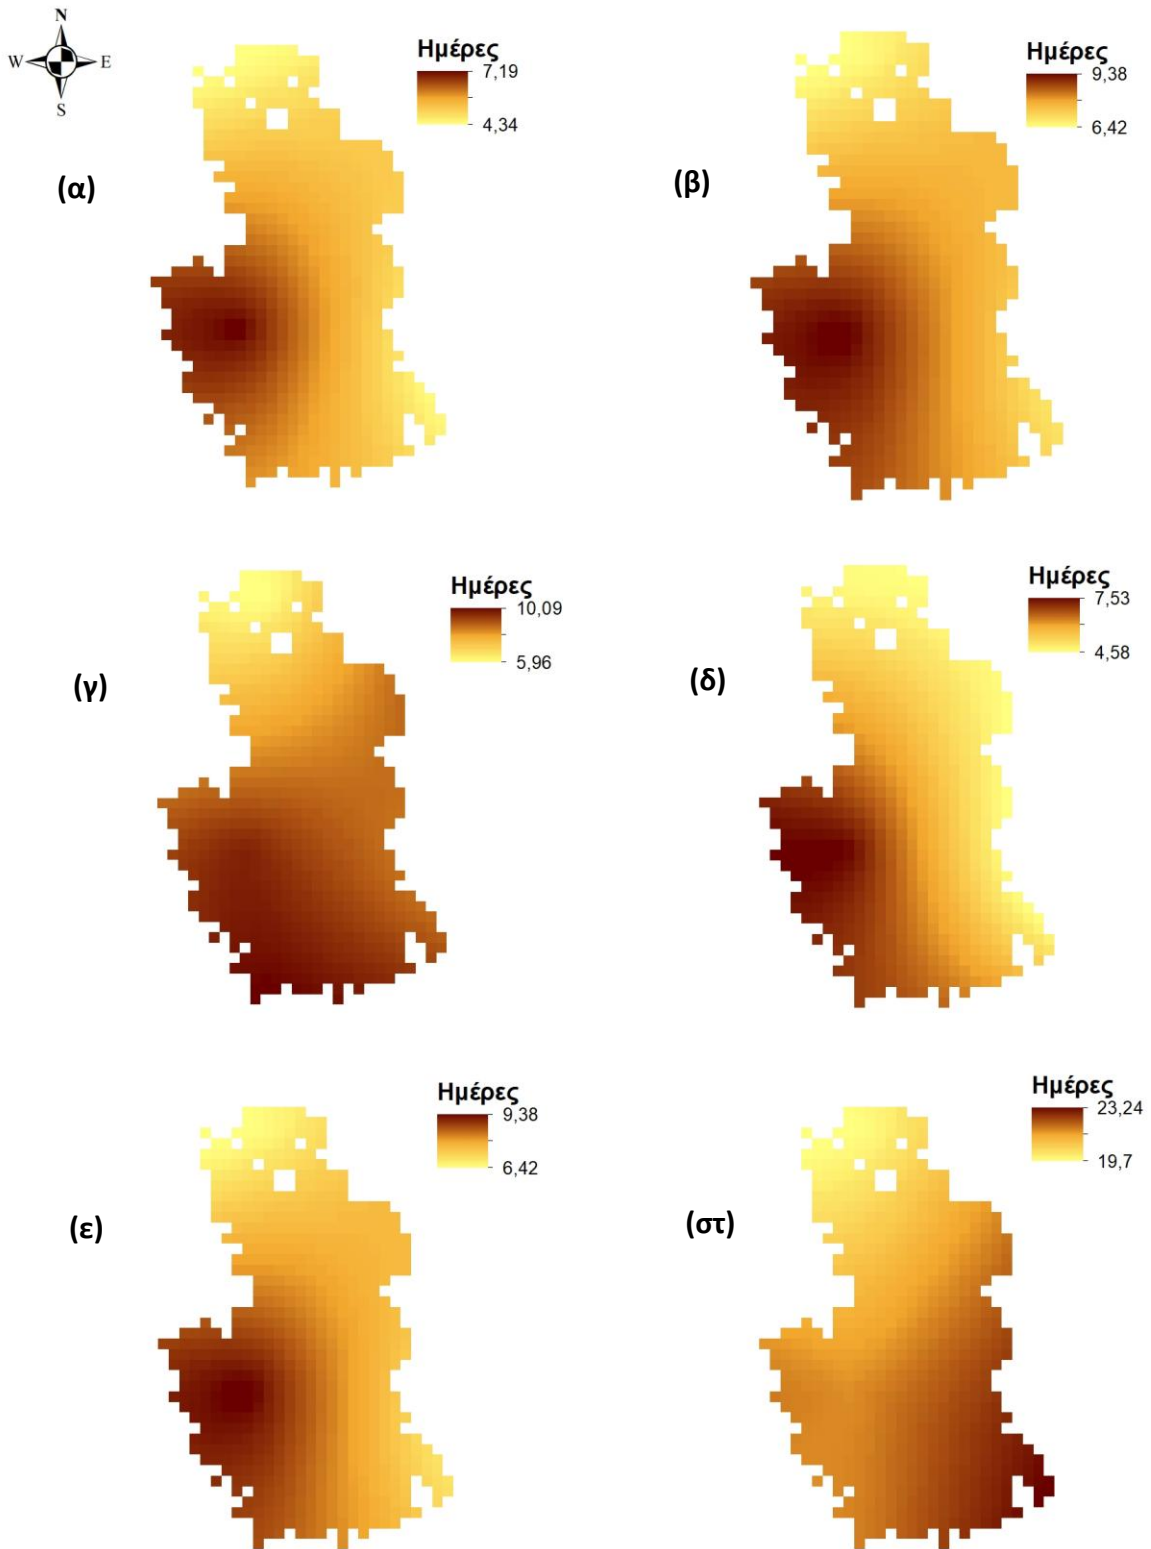 N
W E
S
Ημέρες
7,19
4,34
(α)
Ημέρες
9,38
6,42
(β)
Ημέρες
10,09
5,96
(γ)
Ημέρες
7,53
4,58
(δ)
Ημέρες
9,38
6,42
(ε)
Ημέρες
23,24
19,7
(στ)